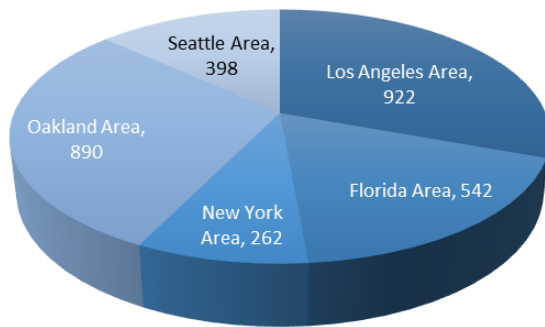 Seattle Area,
398
Los Angeles Area,
922
Oakland Area,
890
Florida Area, 542
New York
Area, 262